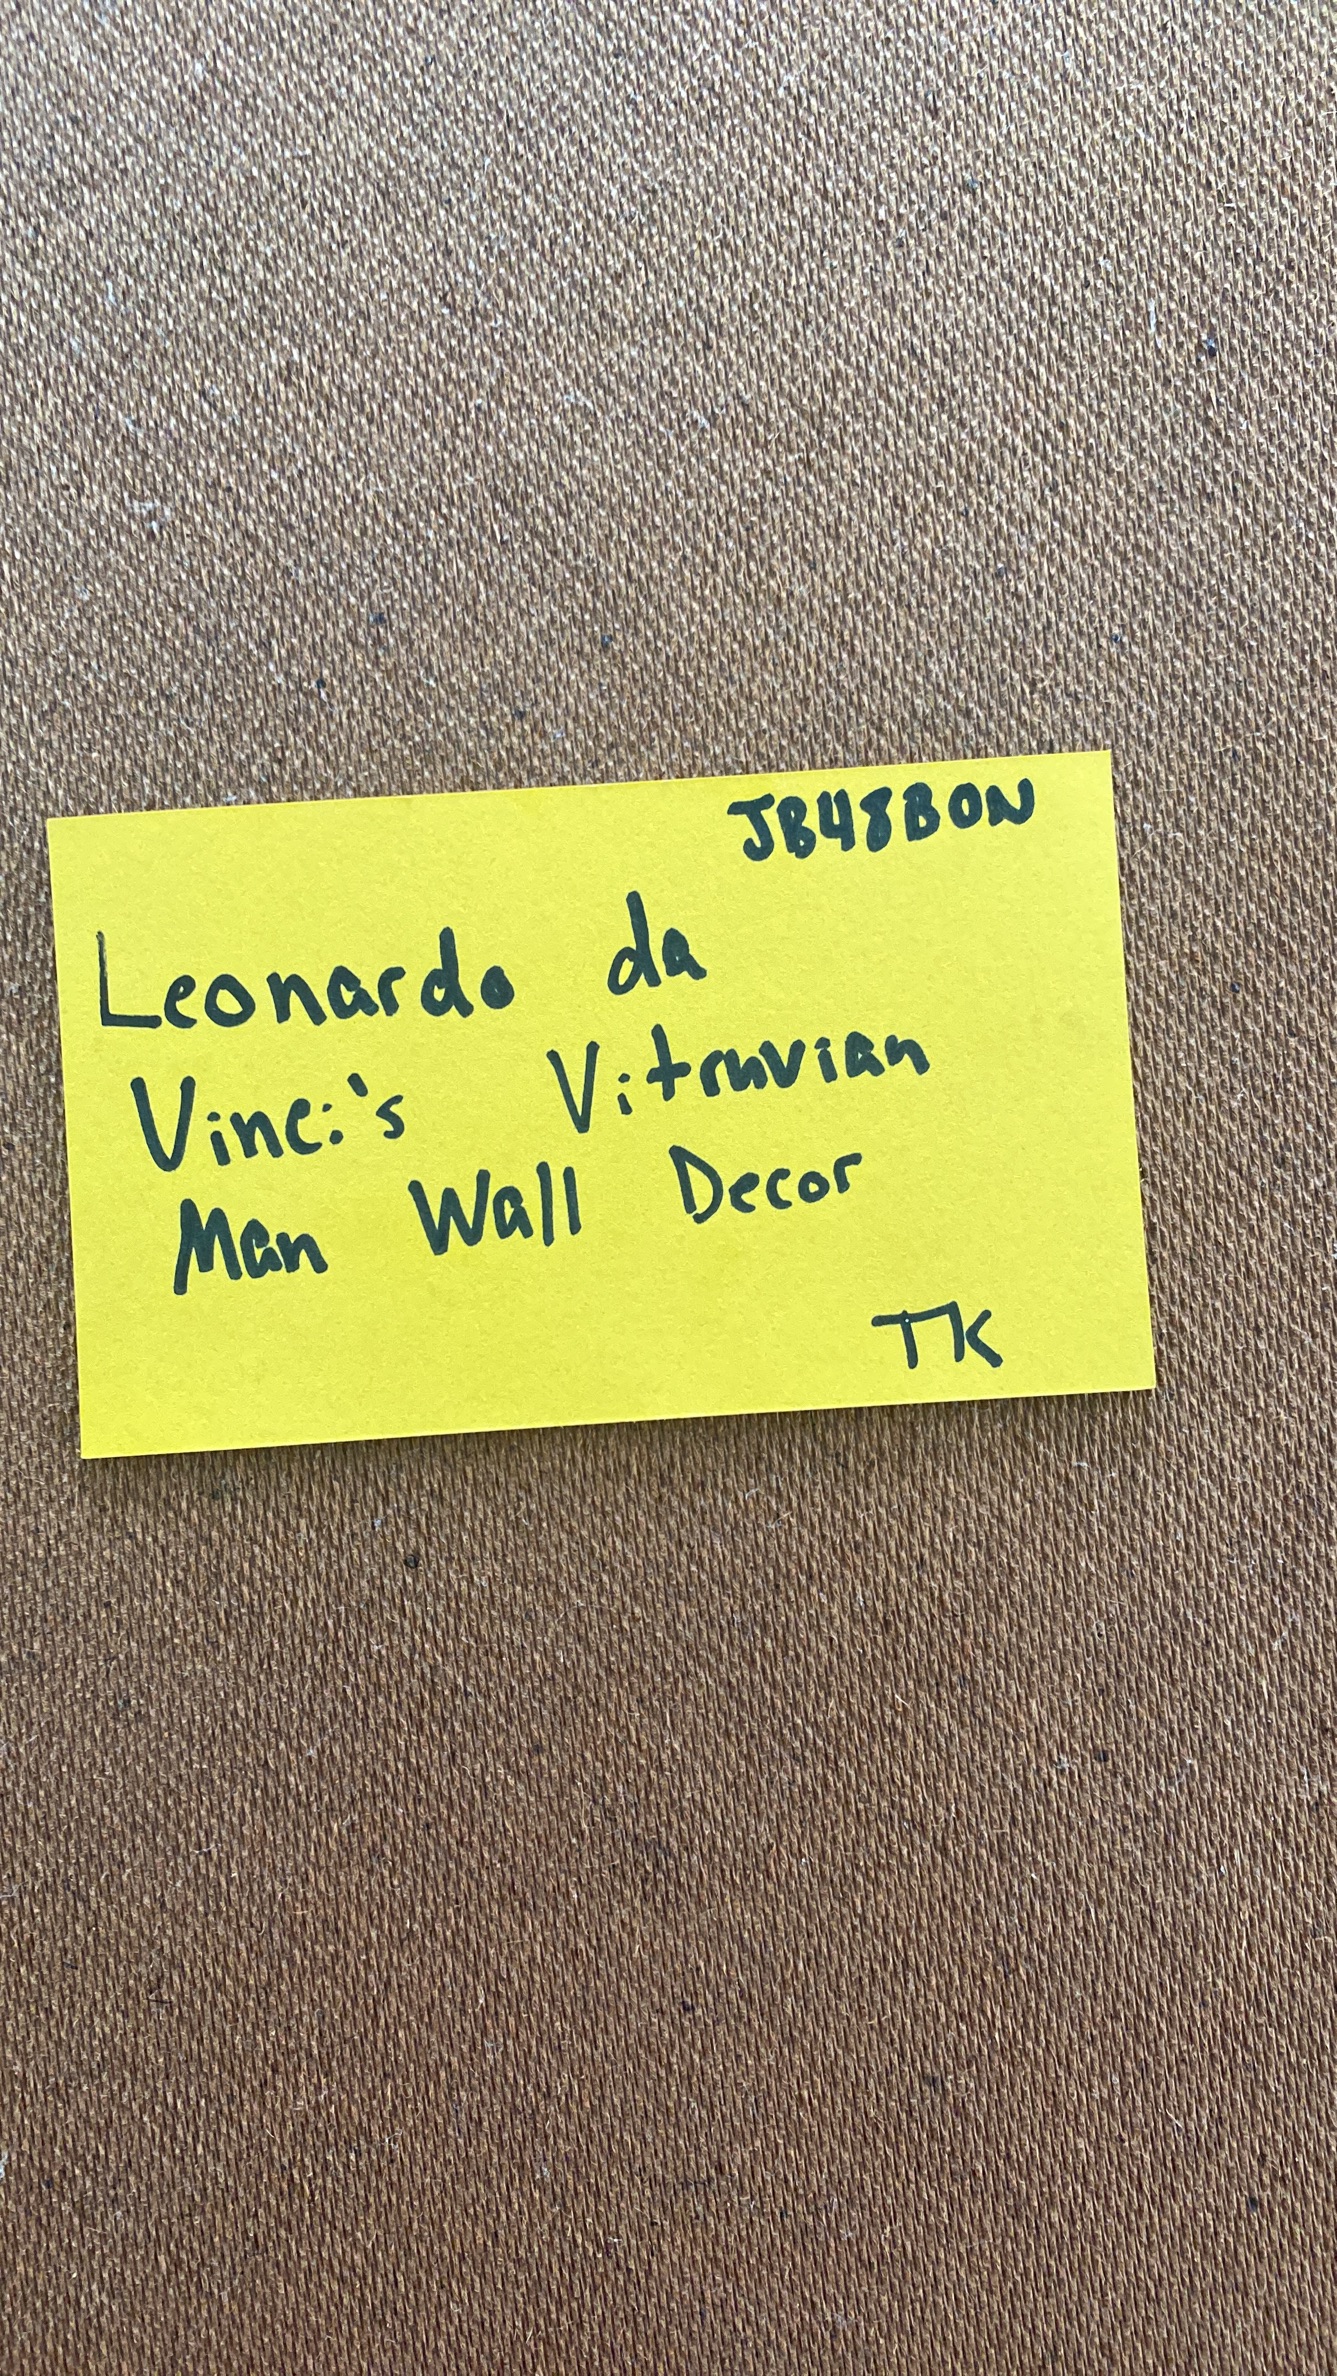 JB48BON
Leonardo da
Vinci's Vitruvian
Man Wall Decor
TK